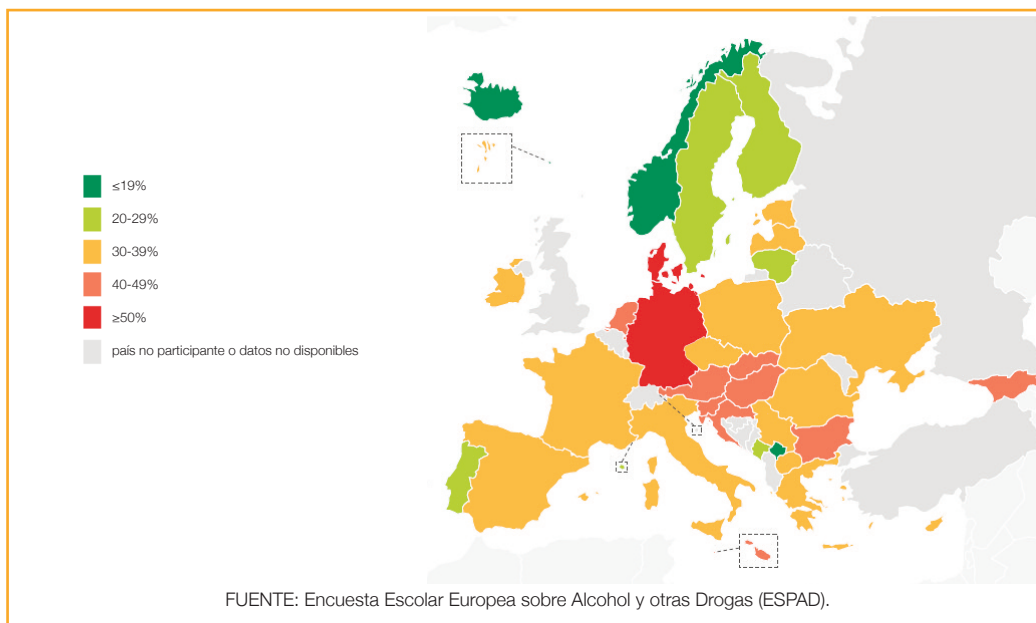 ≤19%
20-29%
30-39%
40-49%
≥50%
país no participante o datos no disponibles
FUENTE: Encuesta Escolar Europea sobre Alcohol y otras Drogas (ESPAD).